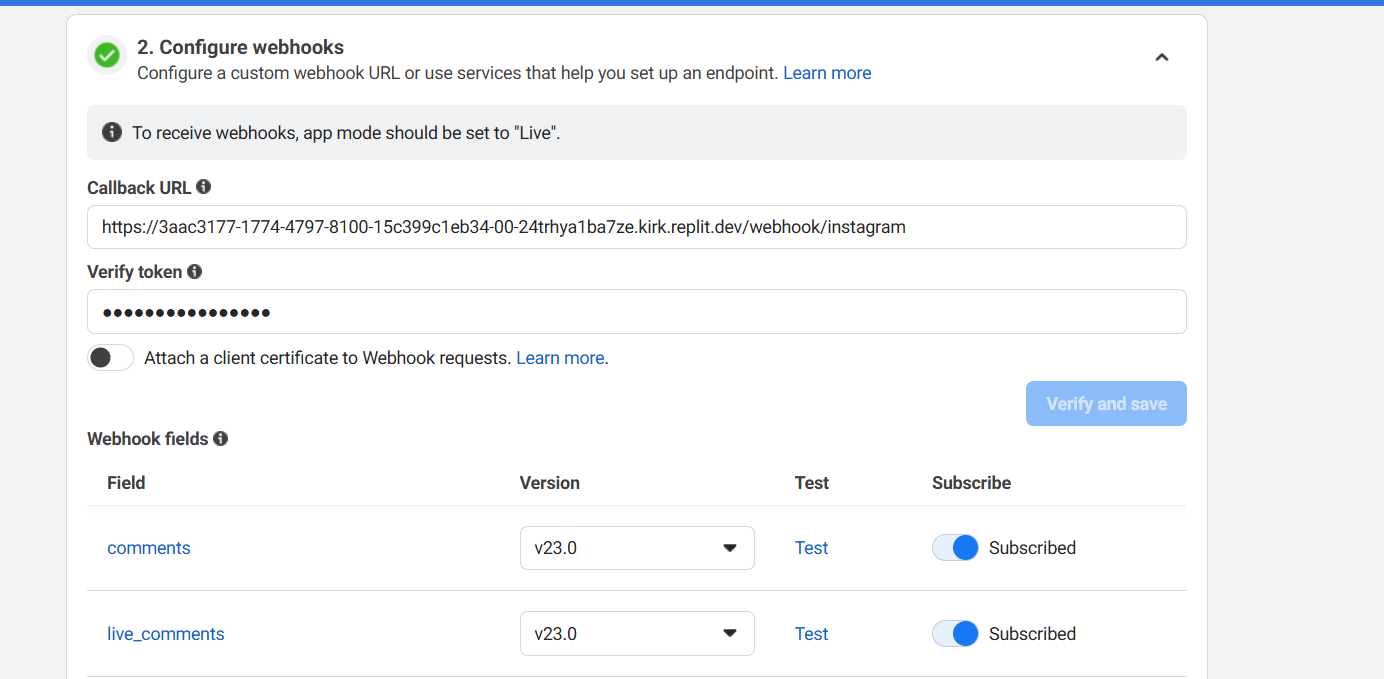 2. Configure webhooks
Configure a custom webhook URL or use services that help you set up an endpoint. Learn more
To receive webhooks, app mode should be set to "Live".
Callback URL
https://3aac3177-1774-4797-8100-15c399c1eb34-00-24trhya1ba7ze.kirk.replit.dev/webhook/instagram
Verify token
••••••••••••••••
Attach a client certificate to Webhook requests. Learn more.
Verify and save
Webhook fields
Field Version Test Subscribe
comments v23.0 Test Subscribed
live_comments v23.0 Test Subscribed